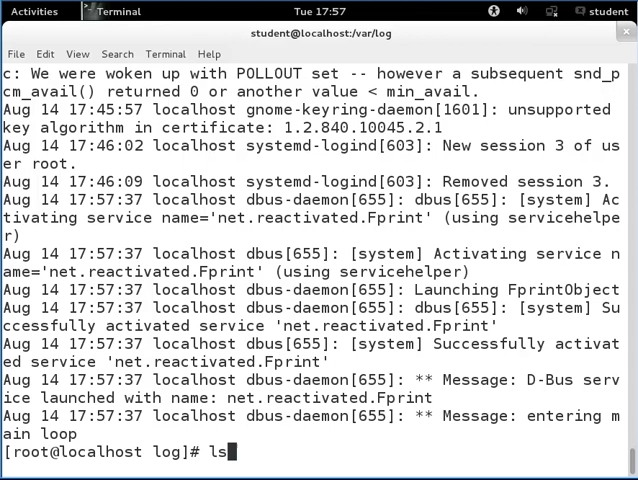 Activities Terminal Tue 17:57 student
student@localhost:/var/log
File Edit View Search Terminal Help
c: We were woken up with POLLOUT set -- however a subsequent snd_p
cm_avail() returned 0 or another value < min_avail.
Aug 14 17:45:57 localhost gnome-keyring-daemon[1601]: unsupported
key algorithm in certificate: 1.2.840.10045.2.1
Aug 14 17:46:02 localhost systemd-logind[603]: New session 3 of us
er root.
Aug 14 17:46:09 localhost systemd-logind[603]: Removed session 3.
Aug 14 17:57:37 localhost dbus-daemon[655]: dbus[655]: [system] Ac
tivating service name='net.reactivated.Fprint' (using servicehelpe
r)
Aug 14 17:57:37 localhost dbus[655]: [system] Activating service n
ame='net.reactivated.Fprint' (using servicehelper)
Aug 14 17:57:37 localhost dbus-daemon[655]: Launching FprintObject
Aug 14 17:57:37 localhost dbus-daemon[655]: dbus[655]: [system] Su
ccessfully activated service 'net.reactivated.Fprint'
Aug 14 17:57:37 localhost dbus[655]: [system] Successfully activat
ed service 'net.reactivated.Fprint'
Aug 14 17:57:37 localhost dbus-daemon[655]: ** Message: D-Bus serv
ice launched with name: net.reactivated.Fprint
Aug 14 17:57:37 localhost dbus-daemon[655]: ** Message: entering m
ain loop
[root@localhost log]# ls